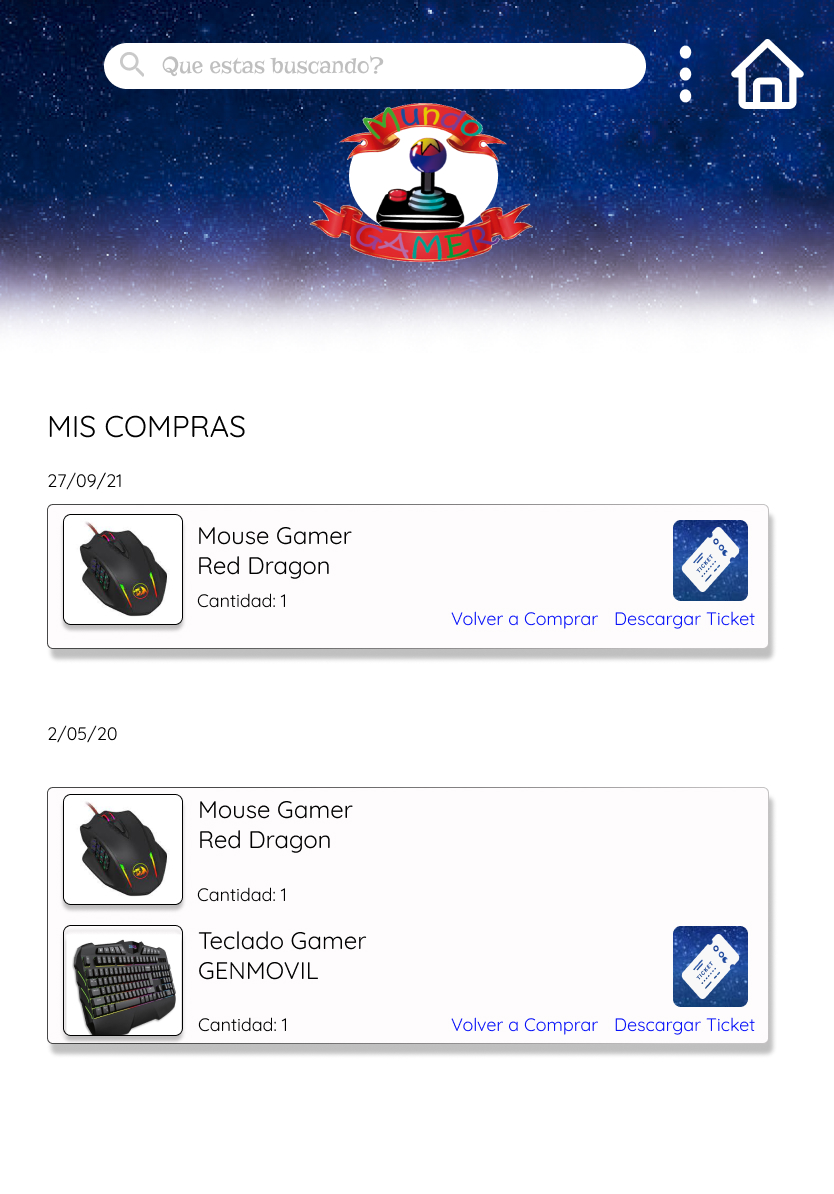 Que estas buscando?
Mundo
GAMER
MIS COMPRAS
27/09/21
Mouse Gamer
Red Dragon
Cantidad: 1
TICKET
Volver a Comprar Descargar Ticket
2/05/20
Mouse Gamer
Red Dragon
Cantidad: 1
Teclado Gamer
GENMOVIL
TICKET
Cantidad: 1
Volver a Comprar Descargar Ticket